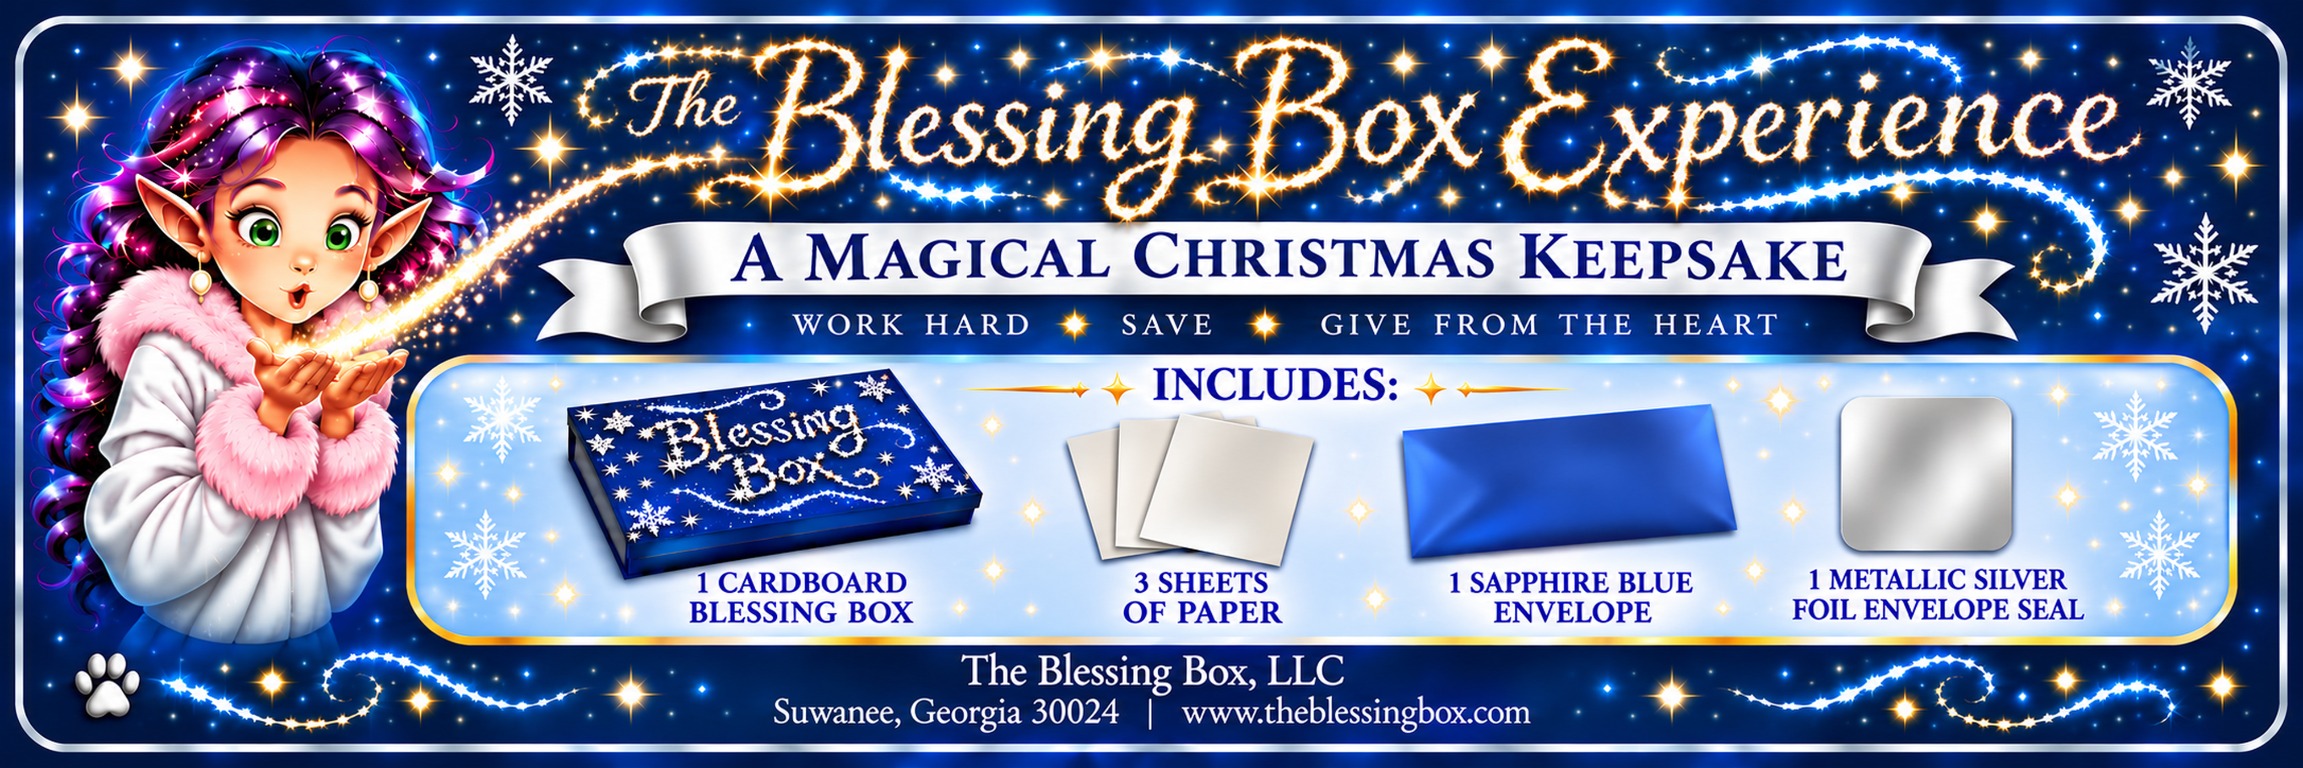 The Blessing Box Experience
A MAGICAL CHRISTMAS KEEPSAKE
WORK HARD SAVE GIVE FROM THE HEART
INCLUDES:
Blessing
Box
1 CARDBOARD
BLESSING BOX
3 SHEETS
OF PAPER
1 SAPPHIRE BLUE
ENVELOPE
1 METALLIC SILVER
FOIL ENVELOPE SEAL
The Blessing Box, LLC
Suwanee, Georgia 30024 | www.theblessingbox.com